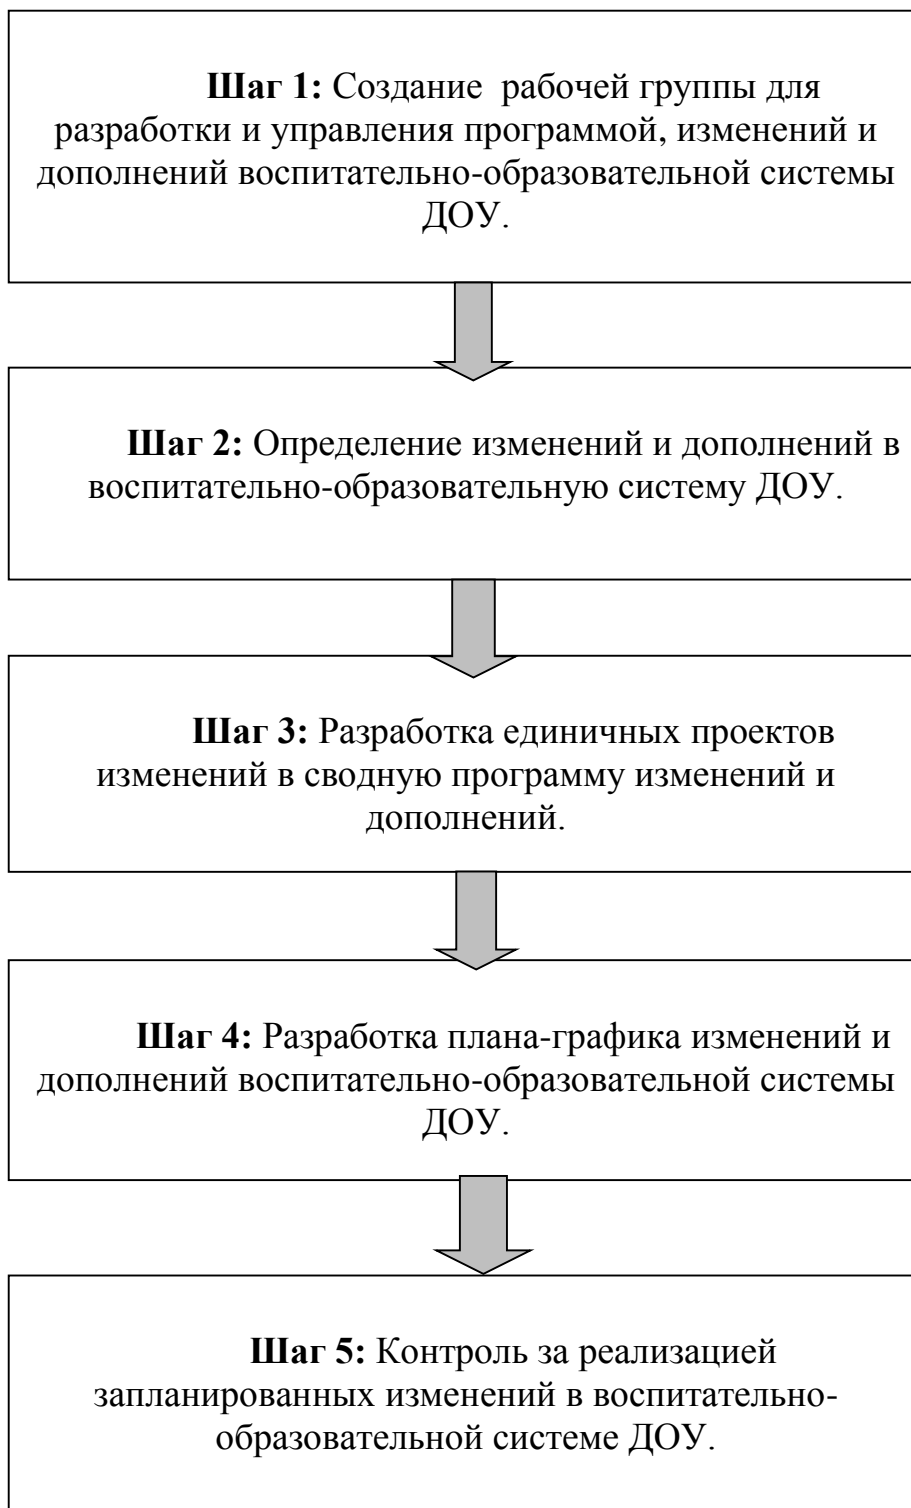 Шаг 1: Создание  рабочей группы для
разработки и управления программой, изменений и
дополнений воспитательно-образовательной системы
ДОУ.
Шаг 2: Определение изменений и дополнений в
воспитательно-образовательную систему ДОУ.
Шаг 3: Разработка единичных проектов
изменений в сводную программу изменений и
дополнений.
Шаг 4: Разработка плана-графика изменений и
дополнений воспитательно-образовательной системы
ДОУ.
Шаг 5: Контроль за реализацией
запланированных изменений в воспитательно-
образовательной системе ДОУ.